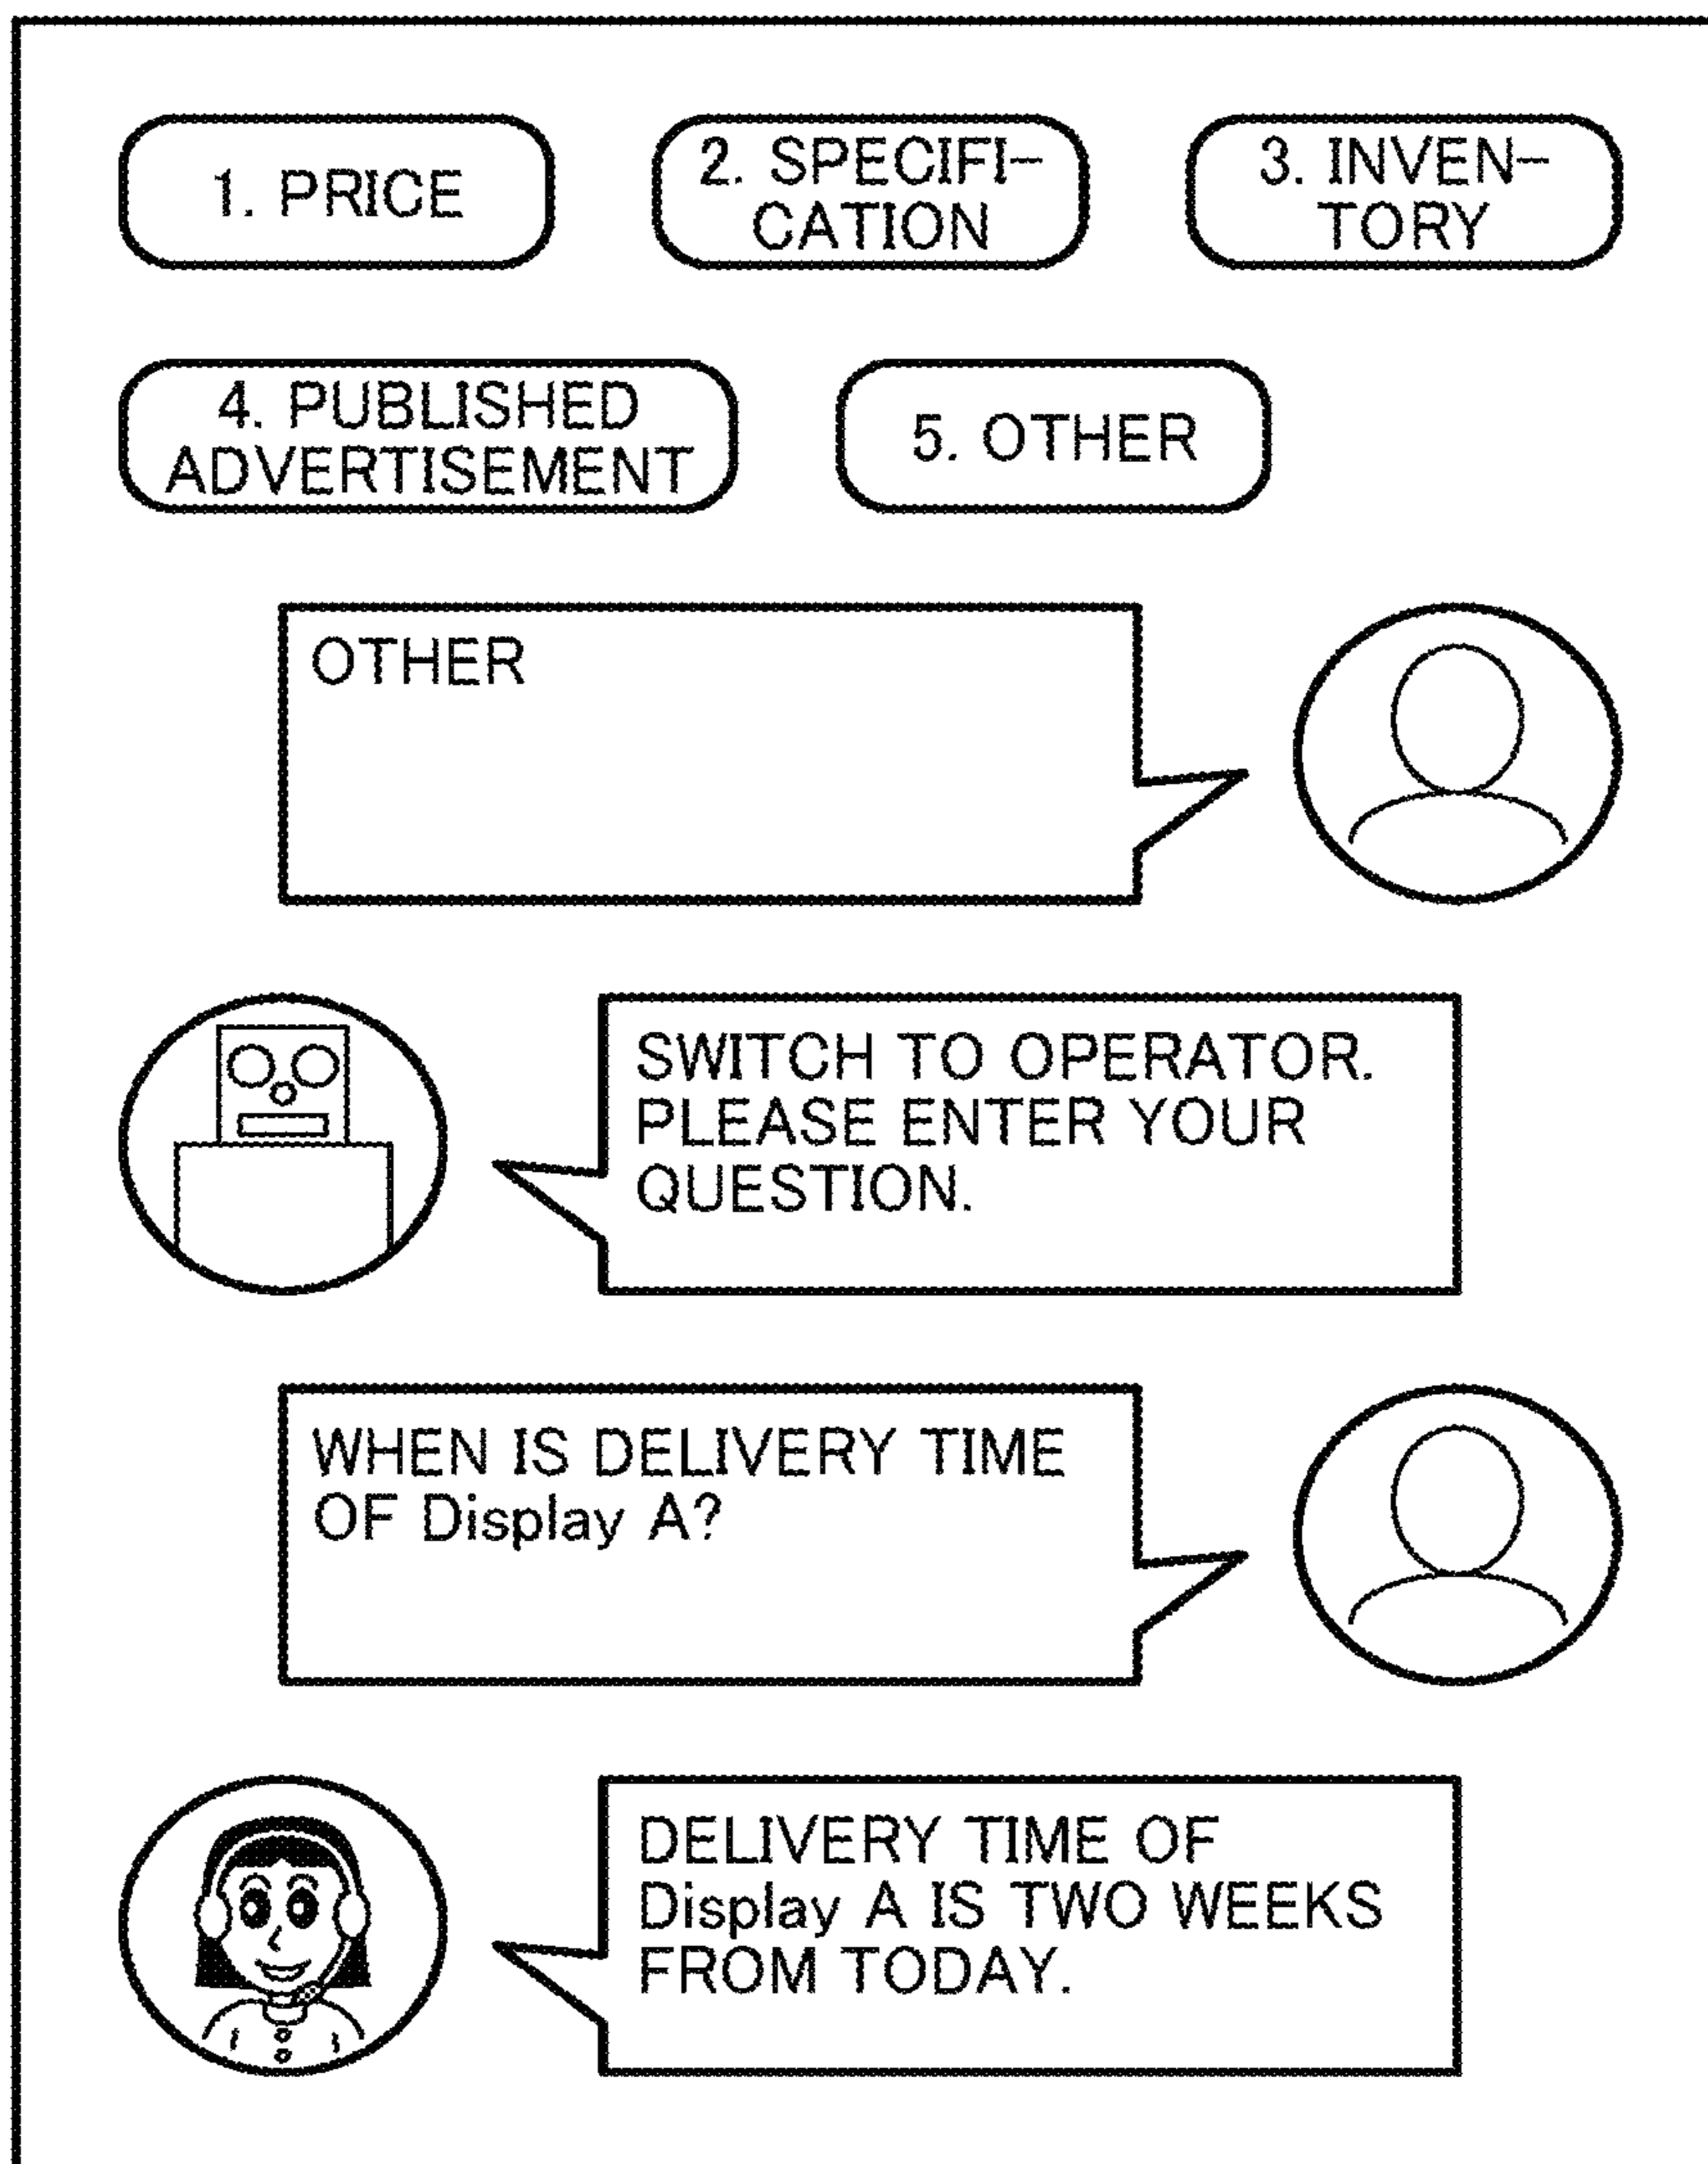 1. PRICE
2. SPECIFI-
CATION
3. INVEN-
TORY
4. PUBLISHED
ADVERTISEMENT
5. OTHER
OTHER
SWITCH TO OPERATOR.
PLEASE ENTER YOUR
QUESTION.
WHEN IS DELIVERY TIME
OF Display A?
DELIVERY TIME OF
Display A IS TWO WEEKS
FROM TODAY.